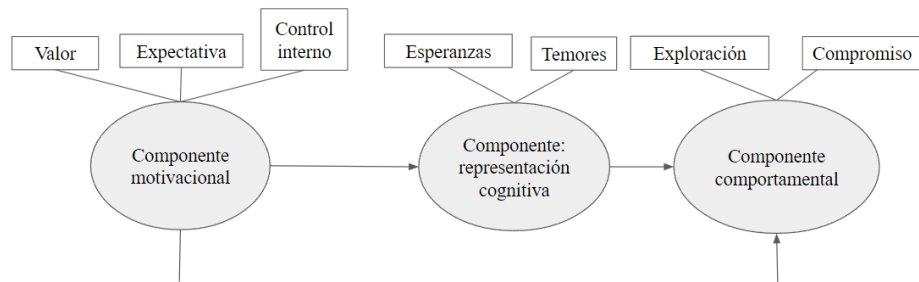 Valor
Expectativa
Control
interno
Esperanzas
Temores
Exploración
Compromiso
Componente
motivacional
Componente:
representación
cognitiva
Componente
comportamental